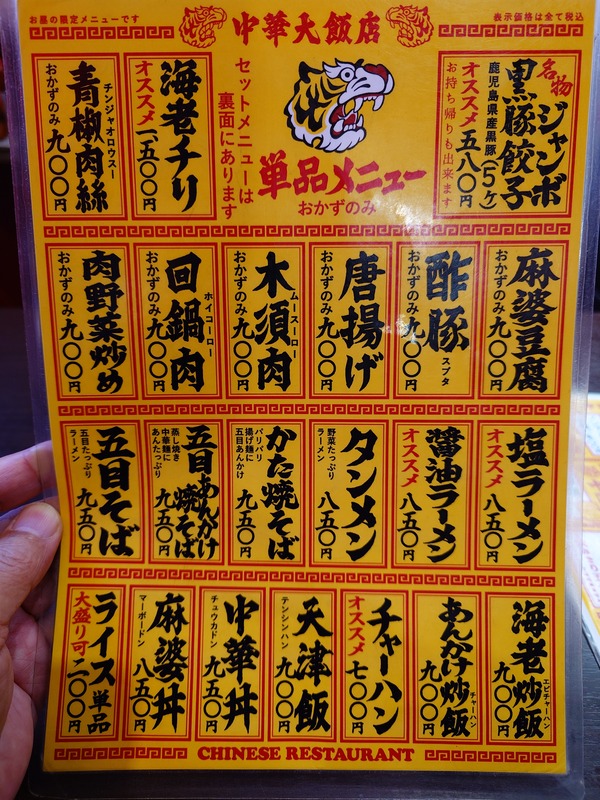 お昼の限定メニューです
中華大飯店
表示価格は全て税込
名物
ジャンボ
黒豚餃子
鹿児島県産黒豚(5ヶ)
オススメ 五八〇円
お持ち帰りも出来ます
単品メニュー
おかずのみ
セットメニューは
裏面にあります
海老チリ
オススメ 一五〇〇円
チンジャオロウスー
青椒肉絲
おかずのみ 九〇〇円
麻婆豆腐
おかずのみ 九〇〇円
酢豚
スブタ
おかずのみ 九〇〇円
唐揚げ
おかずのみ 九〇〇円
木須肉
ムースーロー
おかずのみ 九〇〇円
回鍋肉
ホイコーロー
おかずのみ 九〇〇円
肉野菜炒め
おかずのみ 九〇〇円
塩ラーメン
オススメ 八五〇円
醤油ラーメン
オススメ 八五〇円
タンメン
野菜たっぷり
ラーメン
八五〇円
かた焼そば
パリパリ
揚げ麺に
五目あんかけ
九五〇円
五目あんかけ
焼そば
蒸し焼き
中華麺に
あんたっぷり
九五〇円
五目そば
五目たっぷり
ラーメン
九五〇円
海老炒飯
エビチャーハン
九〇〇円
あんかけ炒飯
チャーハン
九〇〇円
チャーハン
オススメ 七〇〇円
天津飯
テンシンハン
九〇〇円
中華丼
チュウカドン
九五〇円
麻婆丼
マーボードン
八五〇円
ライス 単品
大盛り可 二〇〇円
CHINESE RESTAURANT